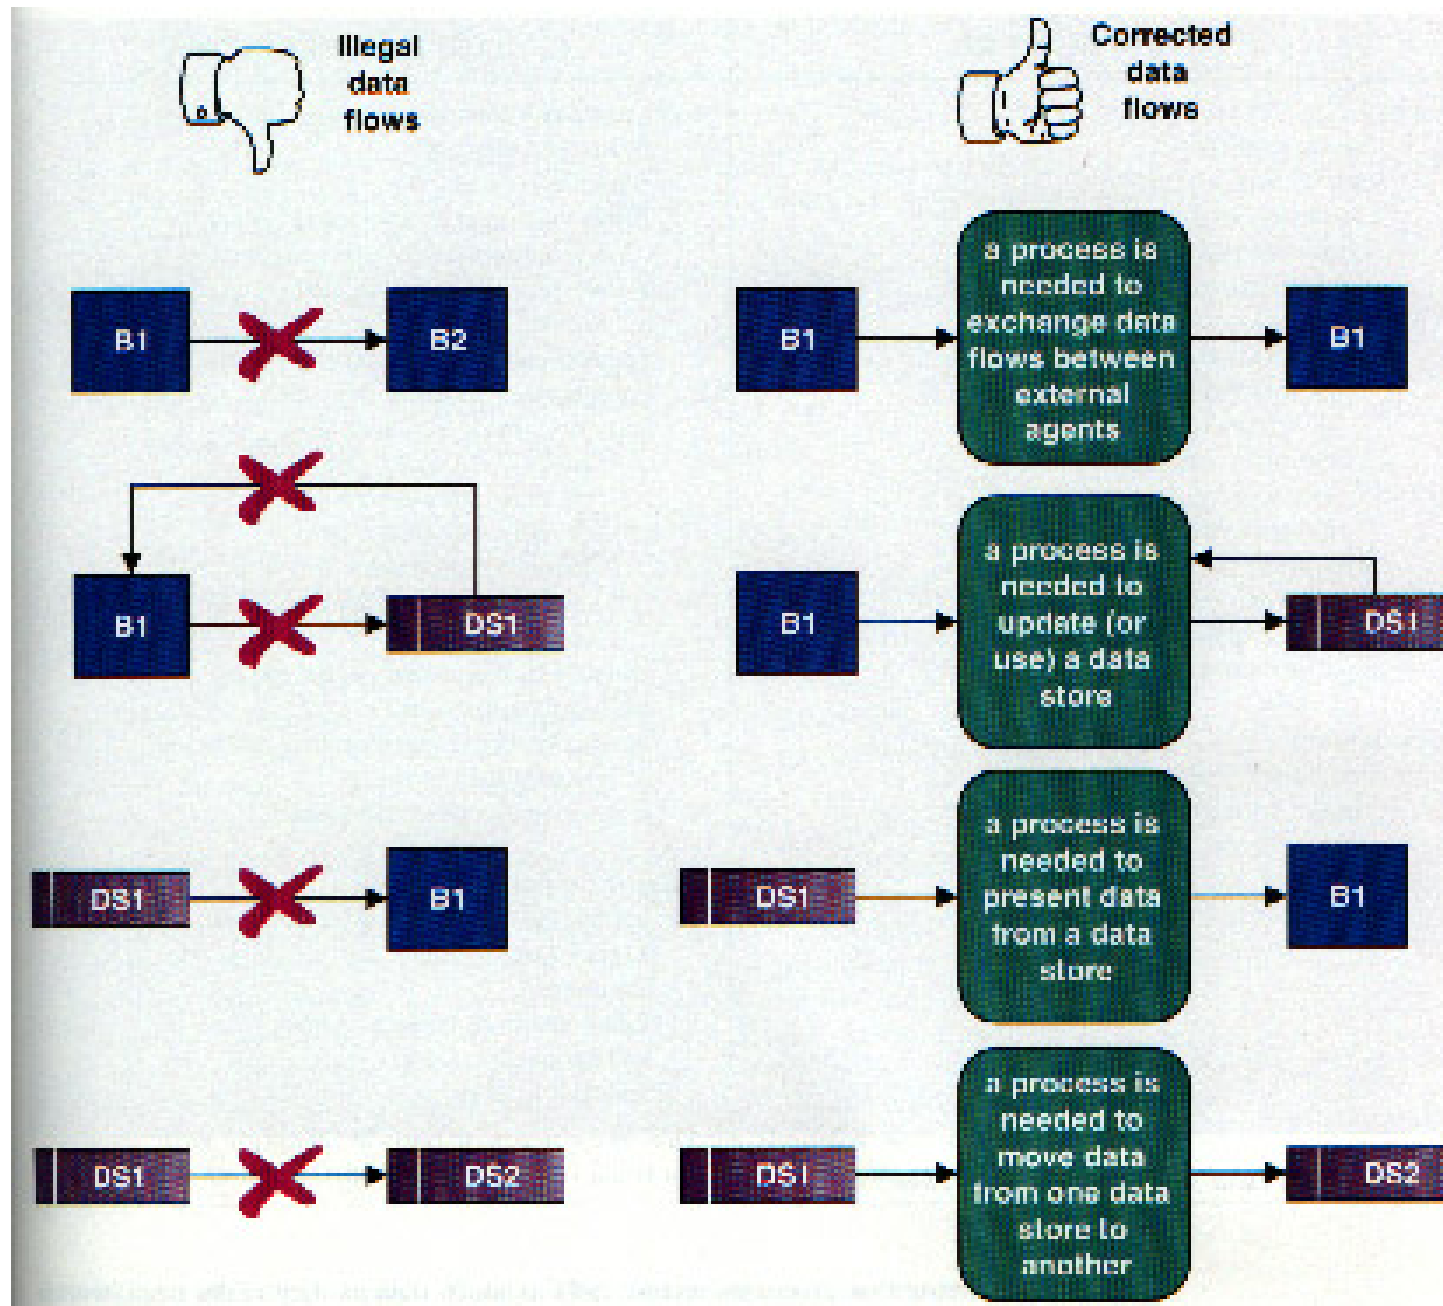 Illegal
data
flows
Corrected
data
flows
B1
B2
B1
a process is
needed to
exchange data
flows between
external
agents
B1
B1
DS1
B1
a process is
needed to
update (or
use) a data
store
DS1
DS1
B1
DS1
a process is
needed to
present data
from a data
store
B1
DS1
DS2
DS1
a process is
needed to
move data
from one data
store to
another
DS2